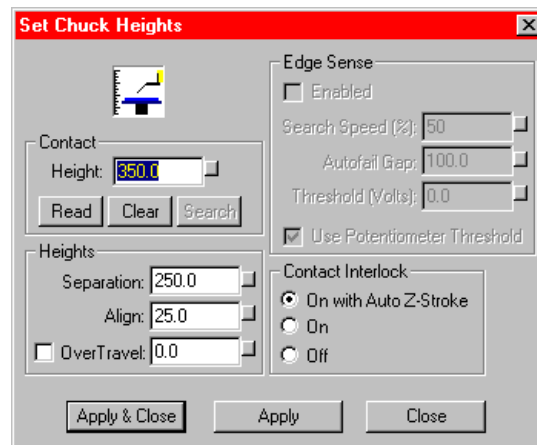 Set Chuck Heights
Contact
Height: 350.0
Read Clear Search
Heights
Separation: 250.0
Align: 25.0
OverTravel: 0.0
Edge Sense
Enabled
Search Speed (%): 50
Autofail Gap: 100.0
Threshold (Volts): 0.0
Use Potentiometer Threshold
Contact Interlock
On with Auto Z-Stroke
On
Off
Apply & Close Apply Close